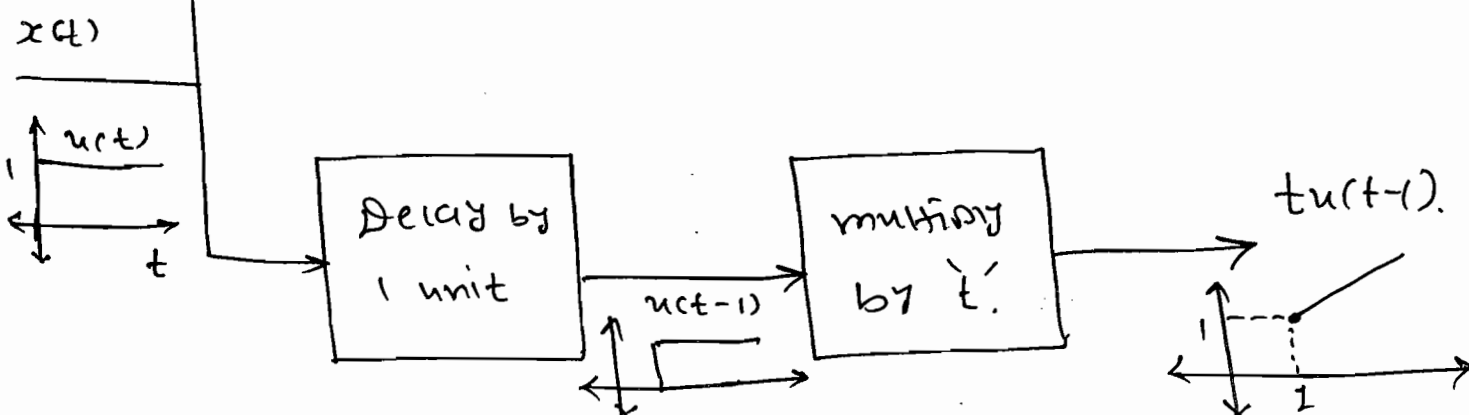 x(t)
u(t)
1
t
Delay by
1 unit
u(t-1)
multiply
by 't'.
tu(t-1).
1
1